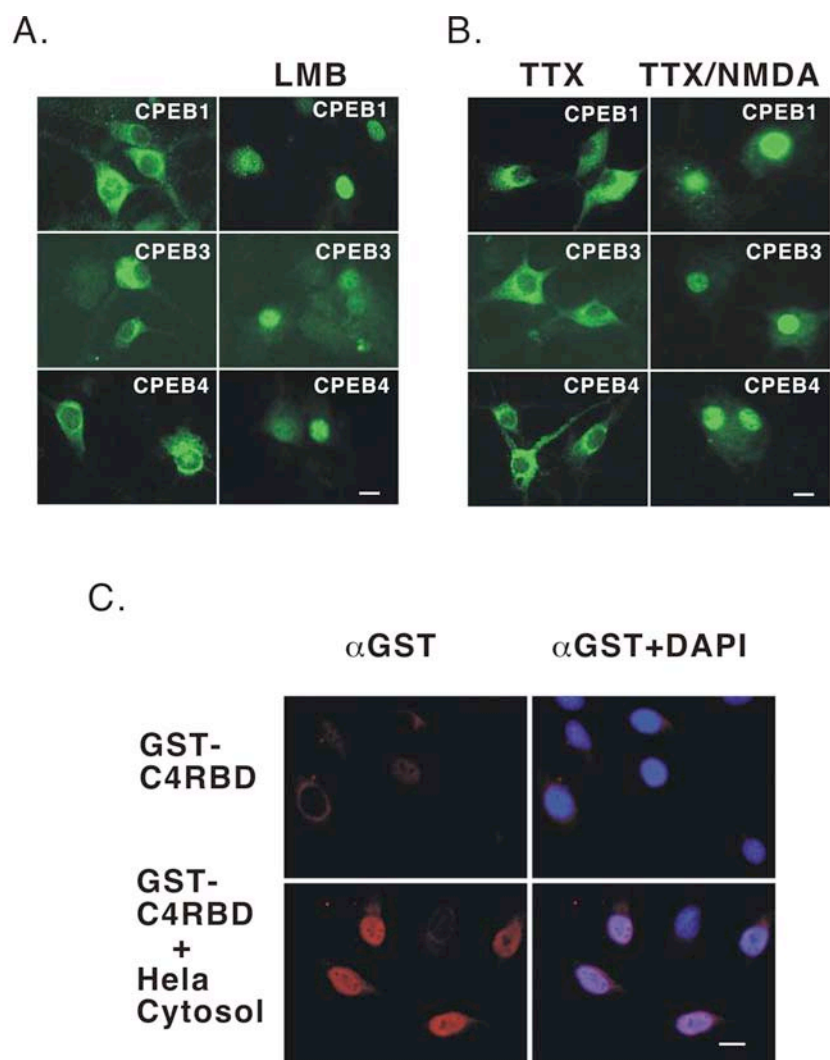 A.
LMB
CPEB1
CPEB1
CPEB3
CPEB3
CPEB4
CPEB4
B.
TTX TTX/NMDA
CPEB1
CPEB1
CPEB3
CPEB3
CPEB4
CPEB4
C.
αGST αGST+DAPI
GST-
C4RBD
GST-
C4RBD
+
Hela
Cytosol